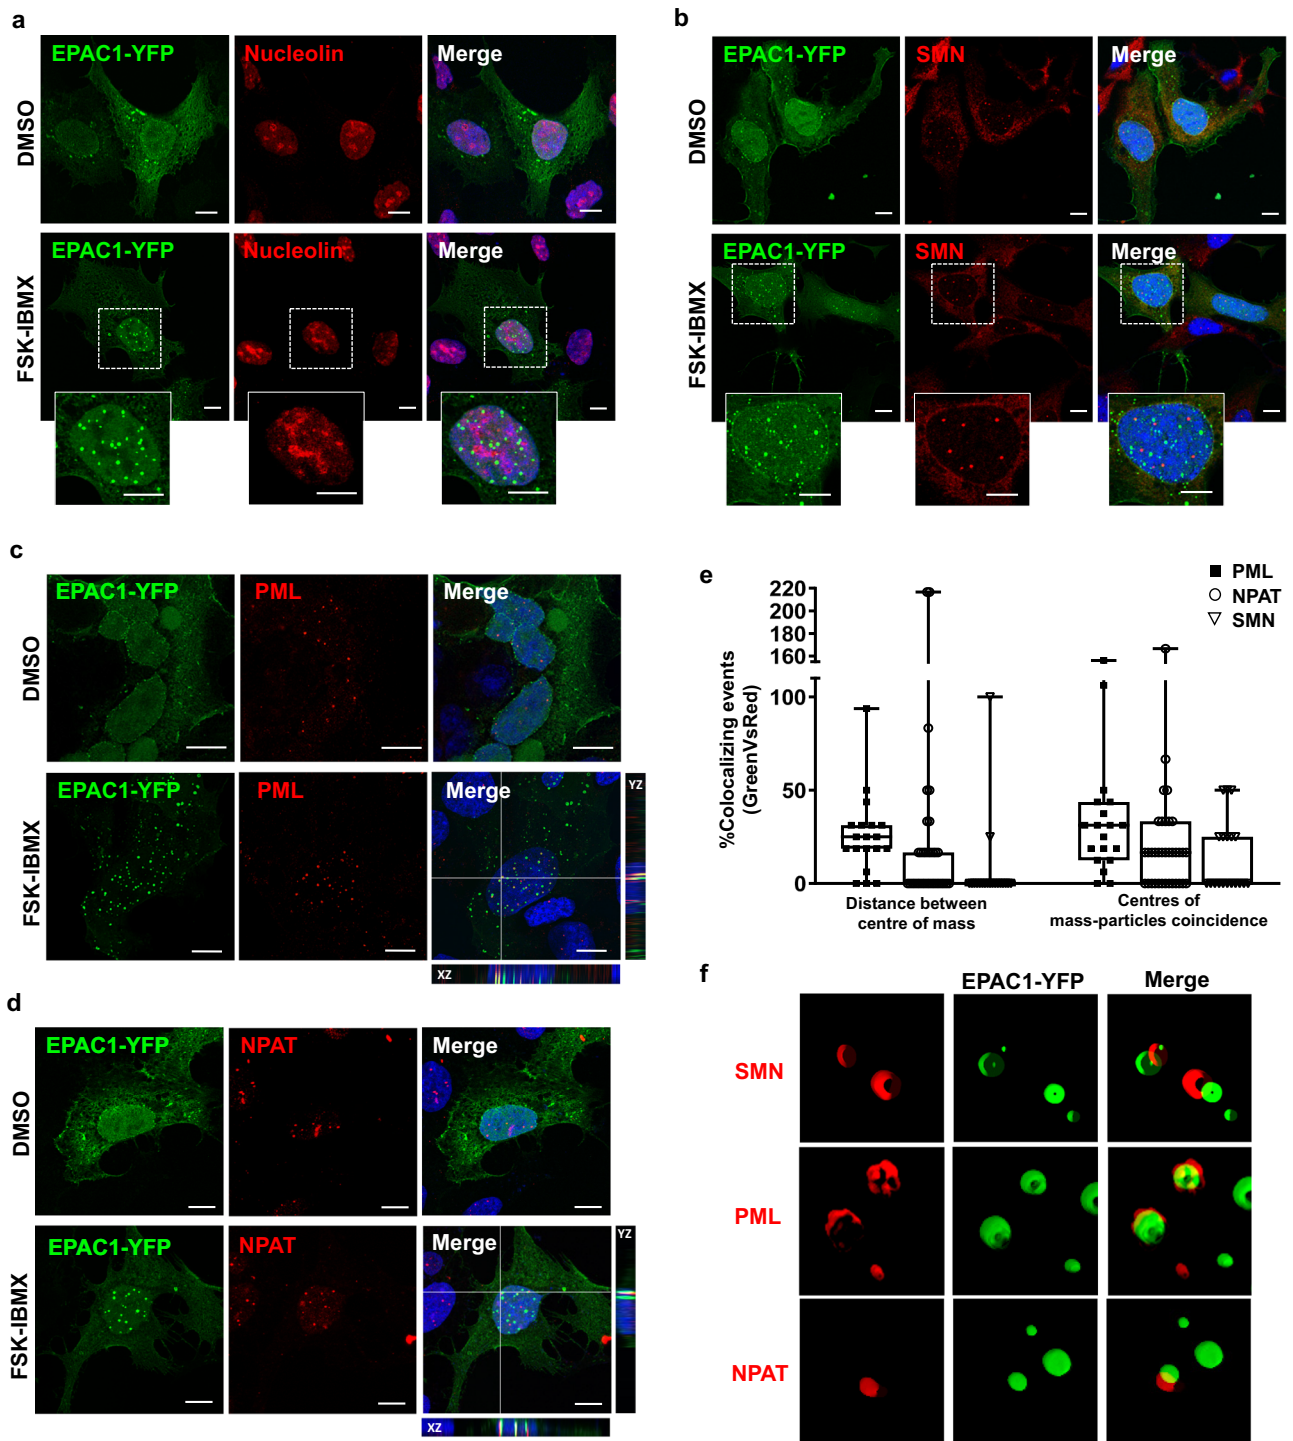 a
EPAC1-YFP
Nucleolin
Merge
DMSO
EPAC1-YFP
Nucleolin
Merge
FSK-IBMX
b
EPAC1-YFP
SMN
Merge
DMSO
EPAC1-YFP
SMN
Merge
FSK-IBMX
c
EPAC1-YFP
PML
Merge
DMSO
EPAC1-YFP
PML
Merge
YZ
FSK-IBMX
XZ
d
EPAC1-YFP
NPAT
Merge
DMSO
EPAC1-YFP
NPAT
Merge
YZ
FSK-IBMX
XZ
e
PML
NPAT
SMN
%Colocalizing events
(GreenVsRed)
220
200
180
160
100
50
0
Distance between
centre of mass
Centres of
mass-particles coincidence
f
EPAC1-YFP
Merge
SMN
PML
NPAT